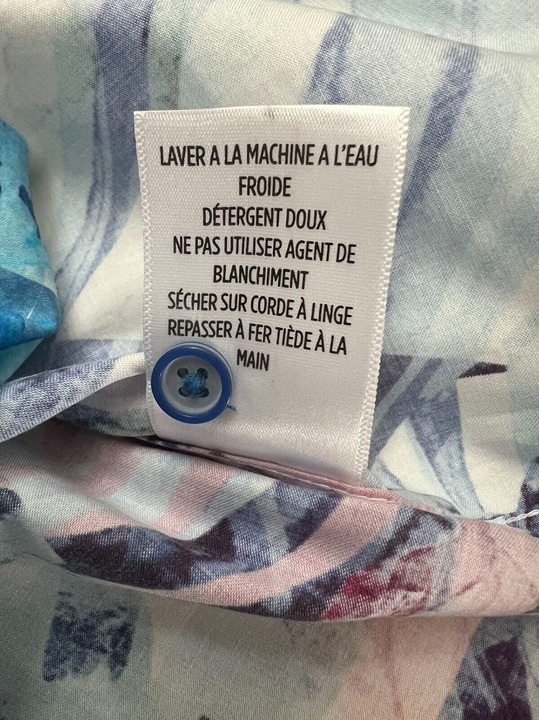 LAVER A LA MACHINE A L'EAU
FROIDE
DÉTERGENT DOUX
NE PAS UTILISER AGENT DE
BLANCHIMENT
SÉCHER SUR CORDE À LINGE
REPASSER À FER TIÈDE À LA
MAIN